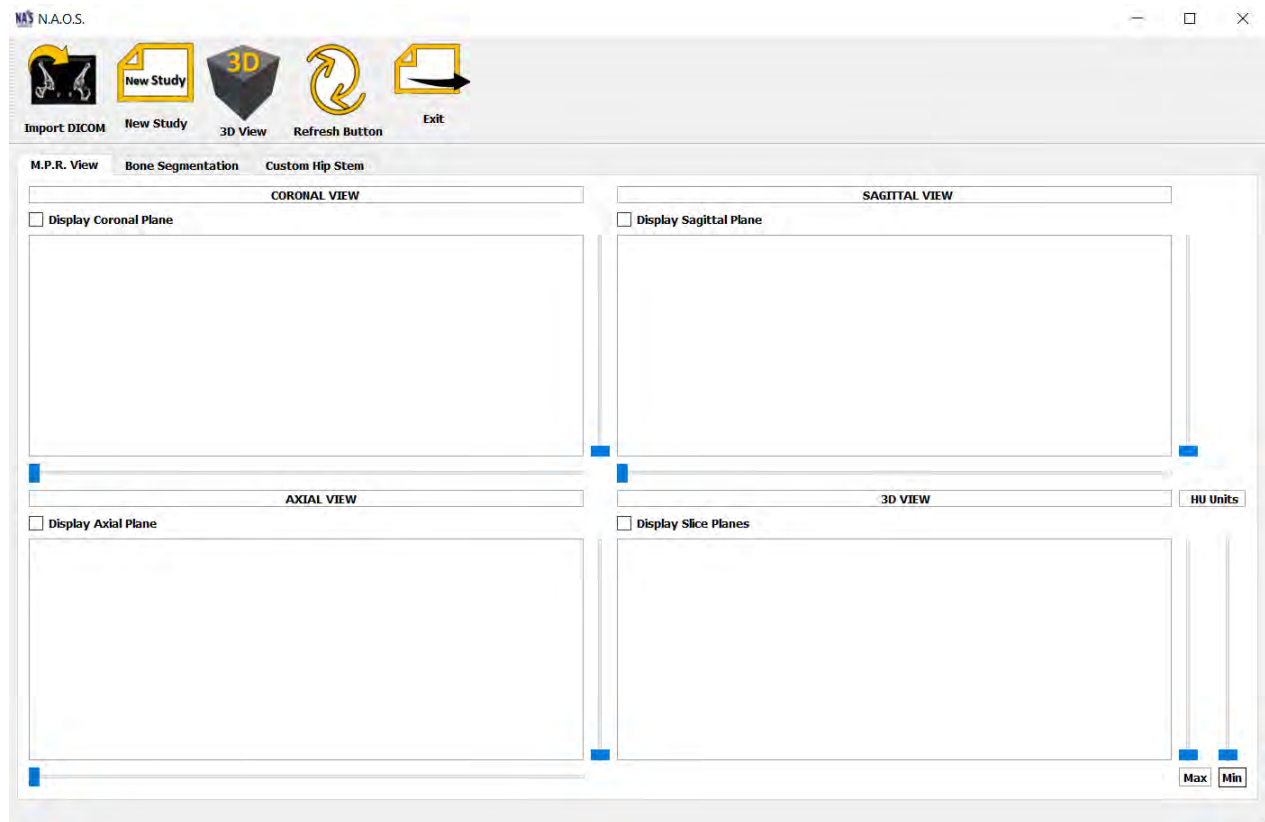 NAS N.A.O.S.
3D
New Study
Import DICOM
New Study
3D View
Refresh Button
Exit
M.P.R. View
Bone Segmentation
Custom Hip Stem
CORONAL VIEW
SAGITTAL VIEW
Display Coronal Plane
Display Sagittal Plane
AXIAL VIEW
3D VIEW
HU Units
Display Axial Plane
Display Slice Planes
Max
Min